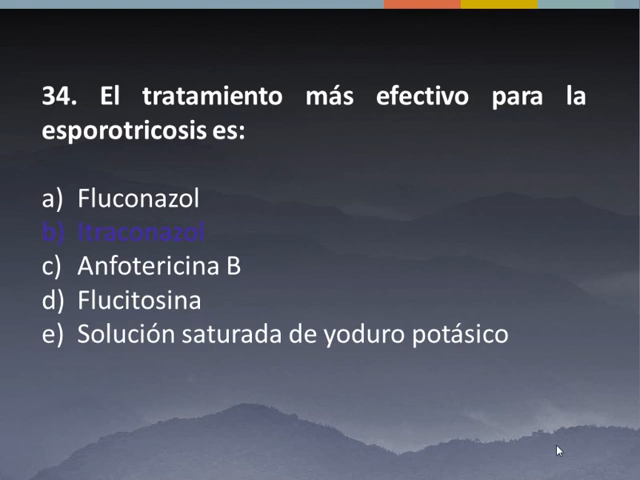 34. El tratamiento más efectivo para la
esporotricosis es:
a) Fluconazol
b) Itraconazol
c) Anfotericina B
d) Flucitosina
e) Solución saturada de yoduro potásico